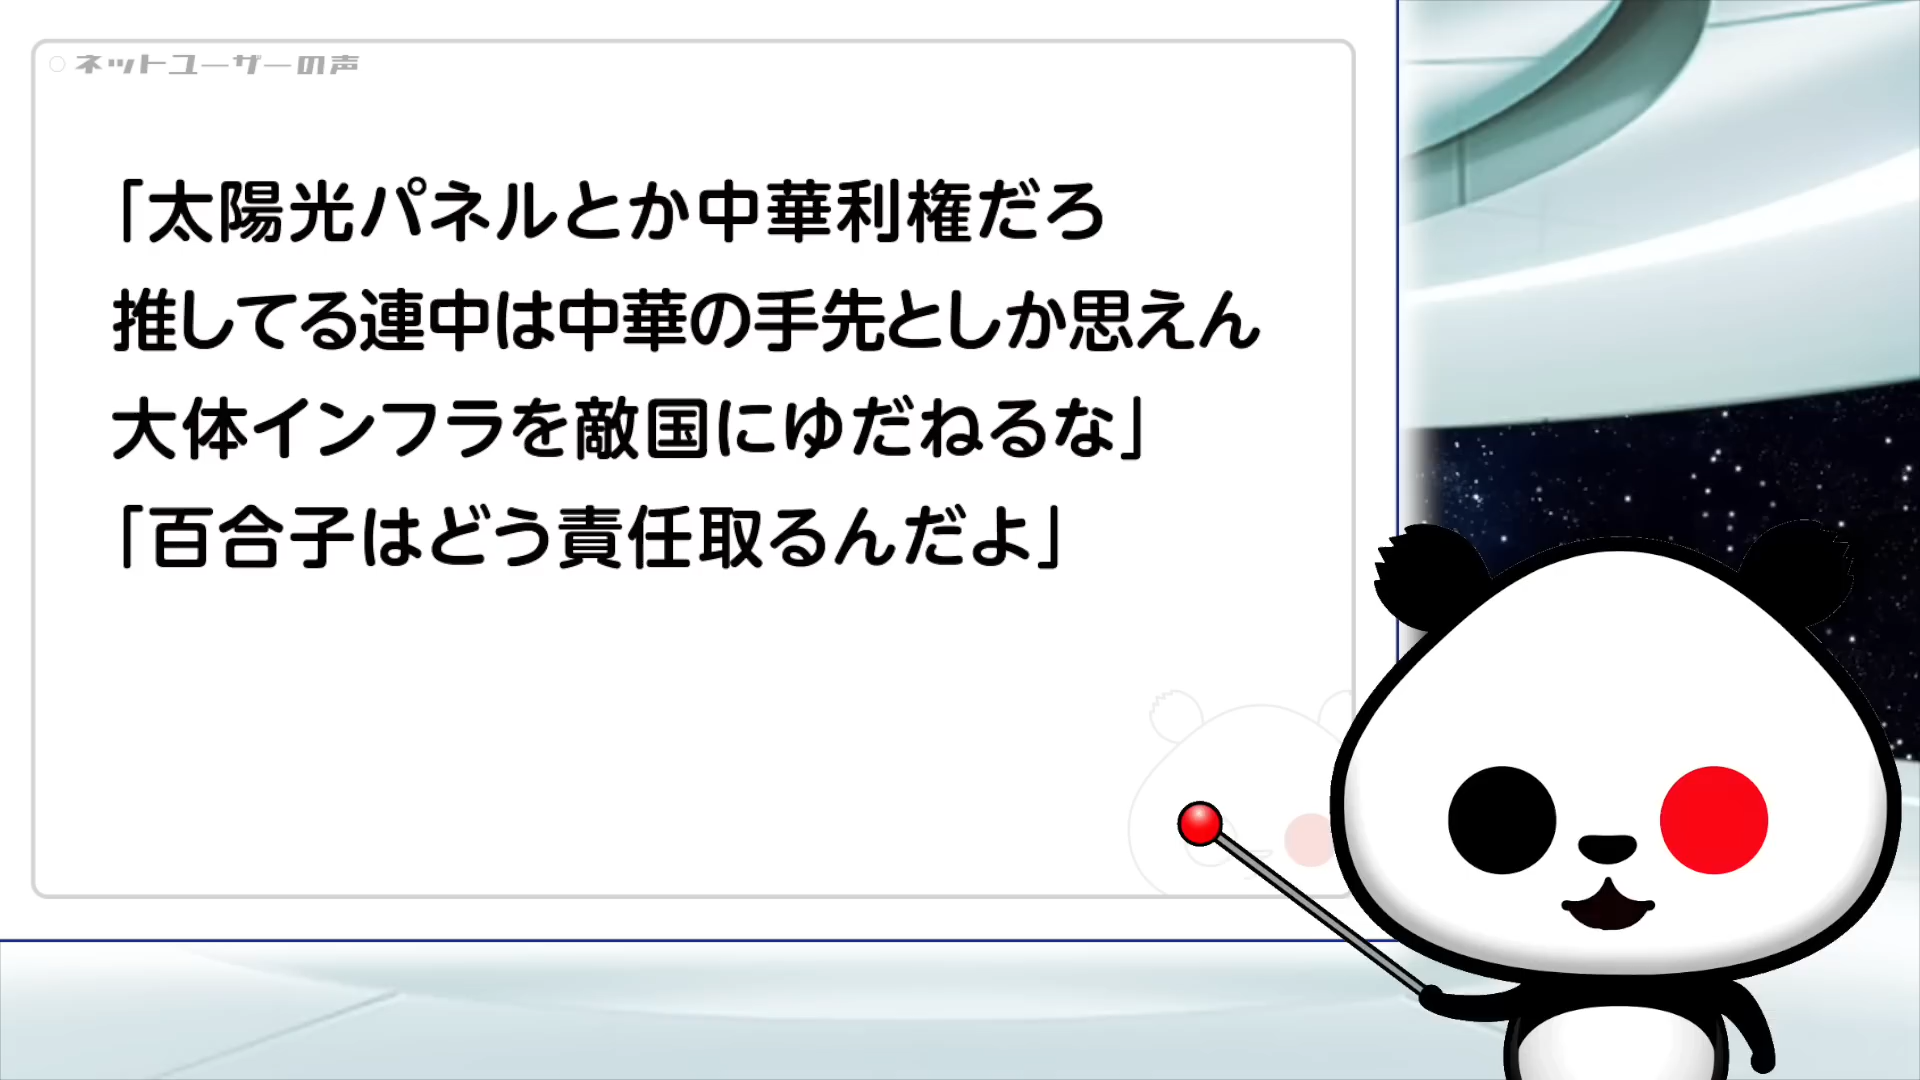 ネットユーザーの声
「太陽光パネルとか中華利権だろ
推してる連中は中華の手先としか思えん
大体インフラを敵国にゆだねるな」
「百合子はどう責任取るんだよ」